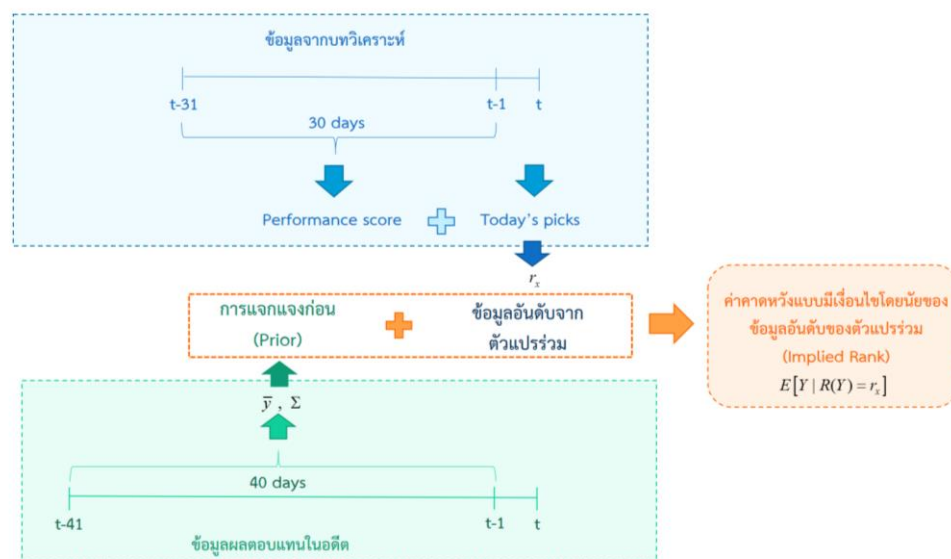 ข้อมูลจากบทวิเคราะห์
t-31 t-1 t
30 days
Performance score Today's picks
r_x
การแจกแจงก่อน
(Prior)
ข้อมูลอันดับจาก
ตัวแปรร่วม
ค่าคาดหวังแบบมีเงื่อนไขโดยนัยของ
ข้อมูลอันดับของตัวแปรร่วม
(Implied Rank)
E[Y | R(Y) = r_x]
ȳ , Σ
40 days
t-41 t-1 t
ข้อมูลผลตอบแทนในอดีต